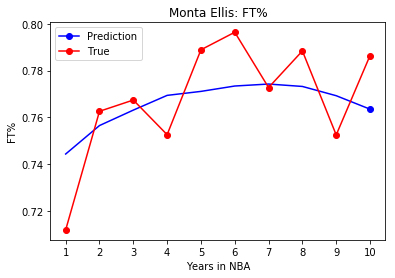 Monta Ellis: FT%
Prediction
True
FT%
0.80
0.78
0.76
0.74
0.72
1 2 3 4 5 6 7 8 9 10
Years in NBA